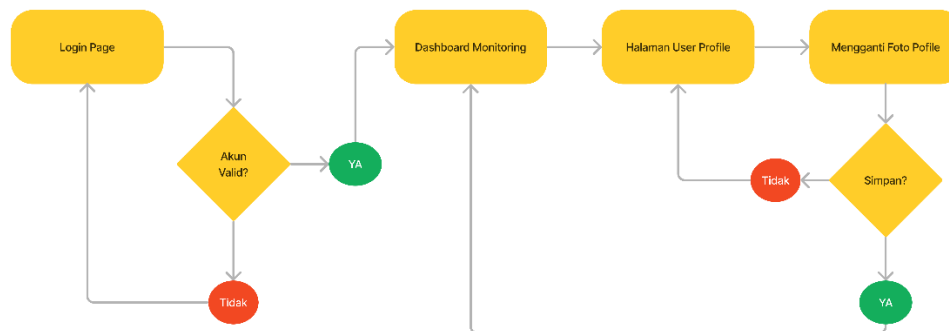 Login Page
Dashboard Monitoring
Halaman User Profile
Mengganti Foto Pofile
Akun
Valid?
YA
Tidak
Simpan?
Tidak
YA